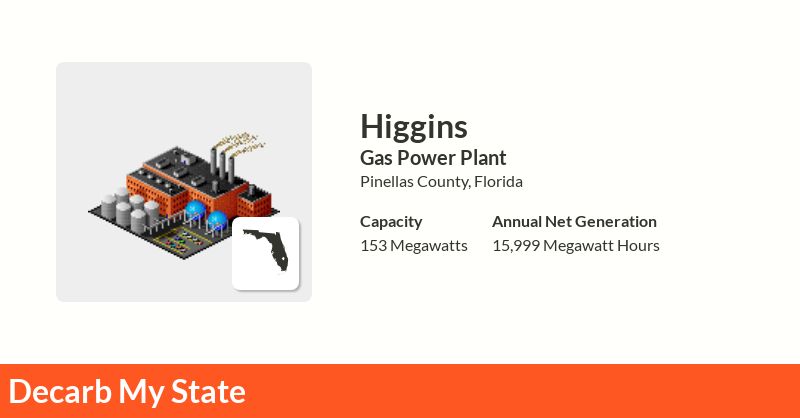 Higgins
Gas Power Plant
Pinellas County, Florida
Capacity
153 Megawatts
Annual Net Generation
15,999 Megawatt Hours
Decarb My State